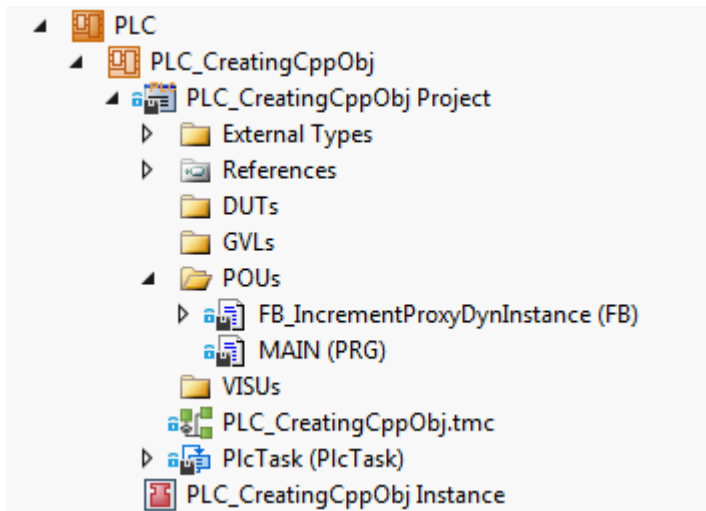 PLC
PLC_CreatingCppObj
PLC_CreatingCppObj Project
External Types
References
DUTs
GVLs
POUs
FB_IncrementProxyDynInstance (FB)
MAIN (PRG)
VISUs
PLC_CreatingCppObj.tmc
PlcTask (PlcTask)
PLC_CreatingCppObj Instance